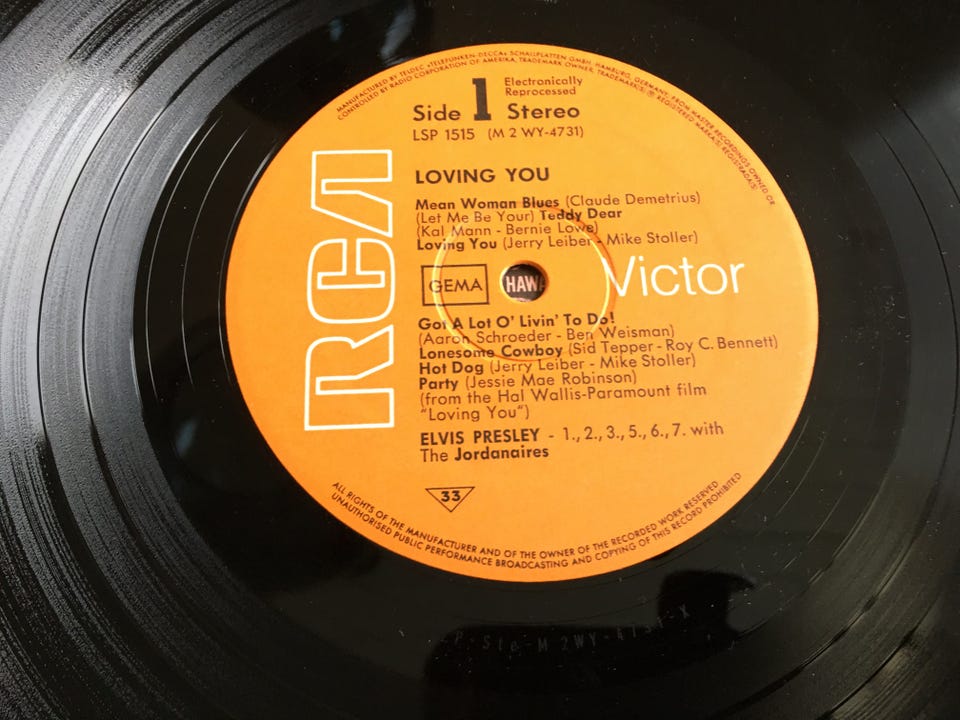 MANUFACTURED BY TELDEC »TELEFUNKEN-DECCA« SCHALLPLATTEN GMBH, HAMBURG, GERMANY, FROM MASTER RECORDINGS OWNED OR
CONTROLLED BY RADIO CORPORATION OF AMERIKA, TRADEMARK OWNER, TRADEMARKS ® REGISTERED MARKA(S) REGISTRADA(S)
Side 1 Electronically Reprocessed
Stereo
LSP 1515 (M 2 WY-4731)
RCA
LOVING YOU
Mean Woman Blues (Claude Demetrius)
(Let Me Be Your) Teddy Dear
(Kal Mann - Bernie Lowe)
Loving You (Jerry Leiber - Mike Stoller)
GEMA
HAW
Victor
Got A Lot O' Livin' To Do!
(Aaron Schroeder - Ben Weisman)
Lonesome Cowboy (Sid Tepper - Roy C. Bennett)
Hot Dog (Jerry Leiber - Mike Stoller)
Party (Jessie Mae Robinson)
(from the Hal Wallis-Paramount film
"Loving You")
ELVIS PRESLEY - 1., 2., 3., 5., 6., 7. with
The Jordanaires
33
ALL RIGHTS OF THE MANUFACTURER AND OF THE OWNER OF THE RECORDED WORK RESERVED
UNAUTHORISED PUBLIC PERFORMANCE BROADCASTING AND COPYING OF THIS RECORD PROHIBITED